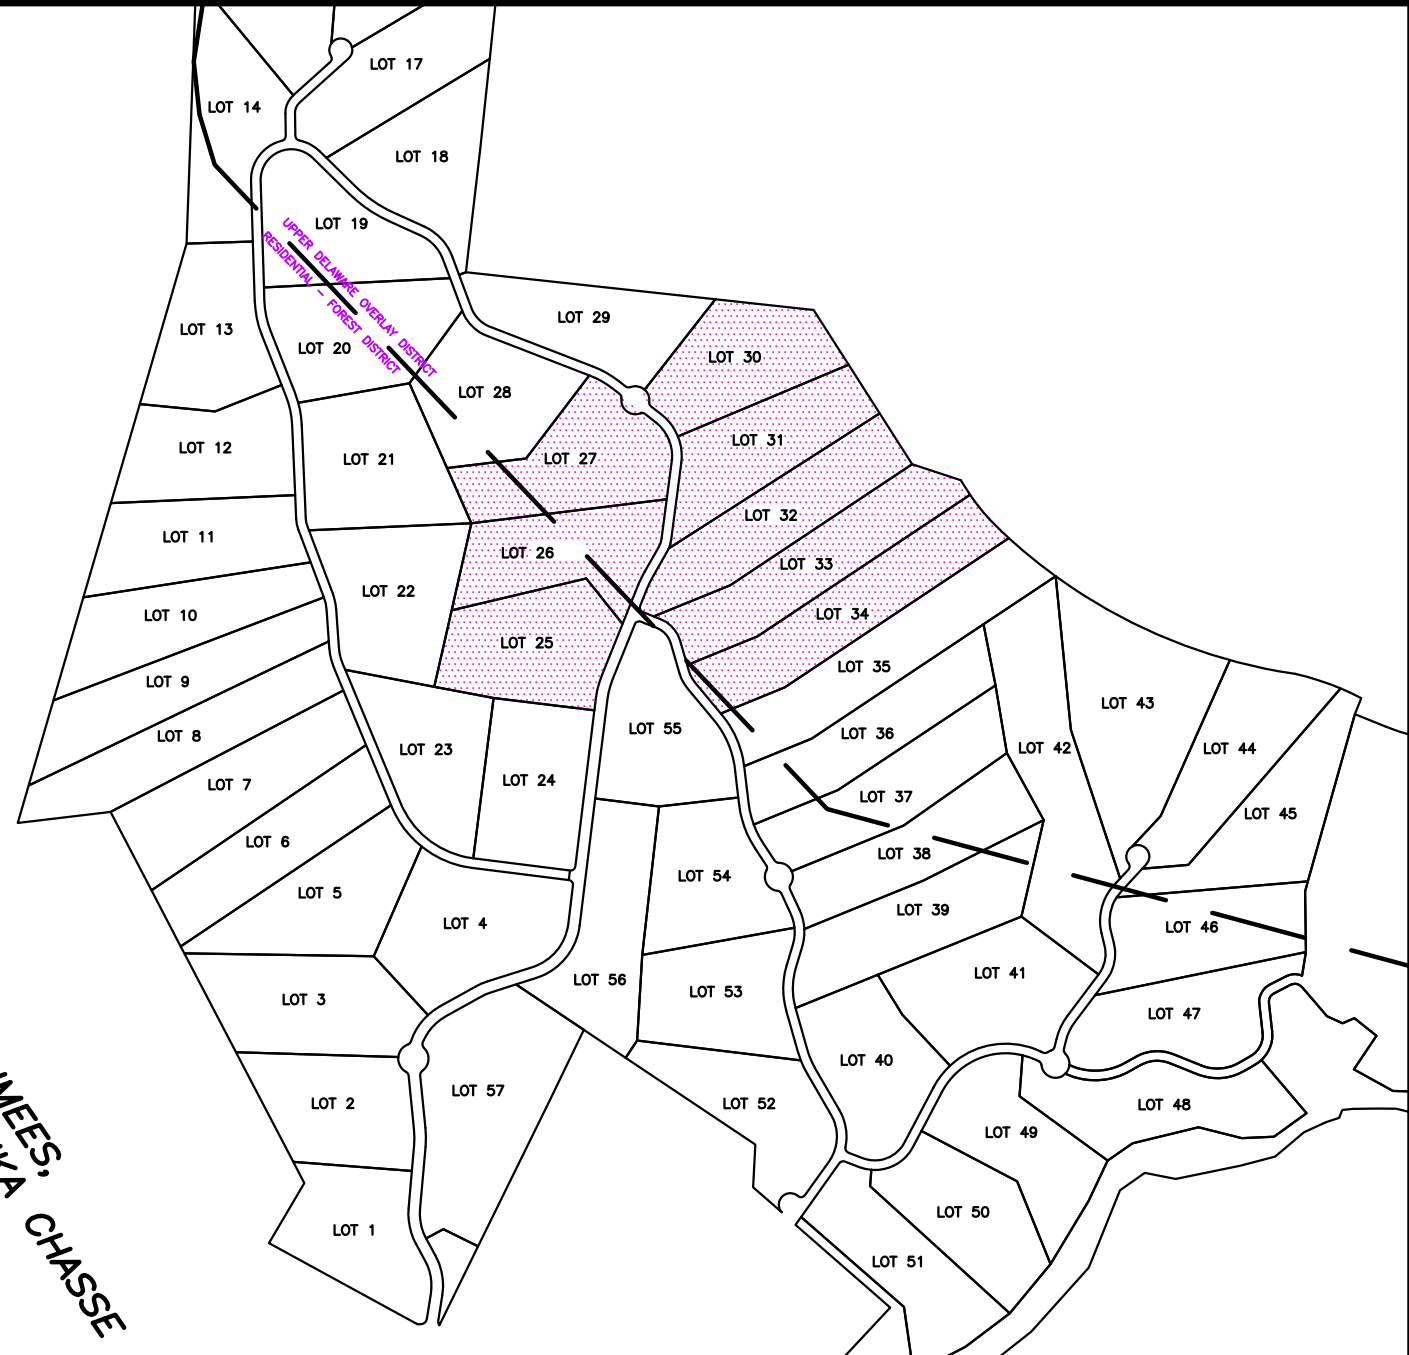 LOT 17
LOT 14
LOT 18
LOT 19
UPPER DELAWARE OVERLAY DISTRICT
RESIDENTIAL – FOREST DISTRICT
LOT 29
LOT 13
LOT 20
LOT 30
LOT 28
LOT 31
LOT 12
LOT 21
LOT 27
LOT 32
LOT 11
LOT 26
LOT 33
LOT 22
LOT 10
LOT 34
LOT 25
LOT 35
LOT 9
LOT 43
LOT 55
LOT 36
LOT 8
LOT 23
LOT 42
LOT 44
LOT 24
LOT 7
LOT 37
LOT 45
LOT 6
LOT 38
LOT 54
LOT 5
LOT 39
LOT 4
LOT 46
LOT 41
LOT 56
LOT 53
LOT 3
LOT 47
LOT 40
LOT 57
LOT 2
LOT 52
LOT 48
LOT 49
LOT 50
LOT 1
LOT 51
MEES,
KA CHASSE